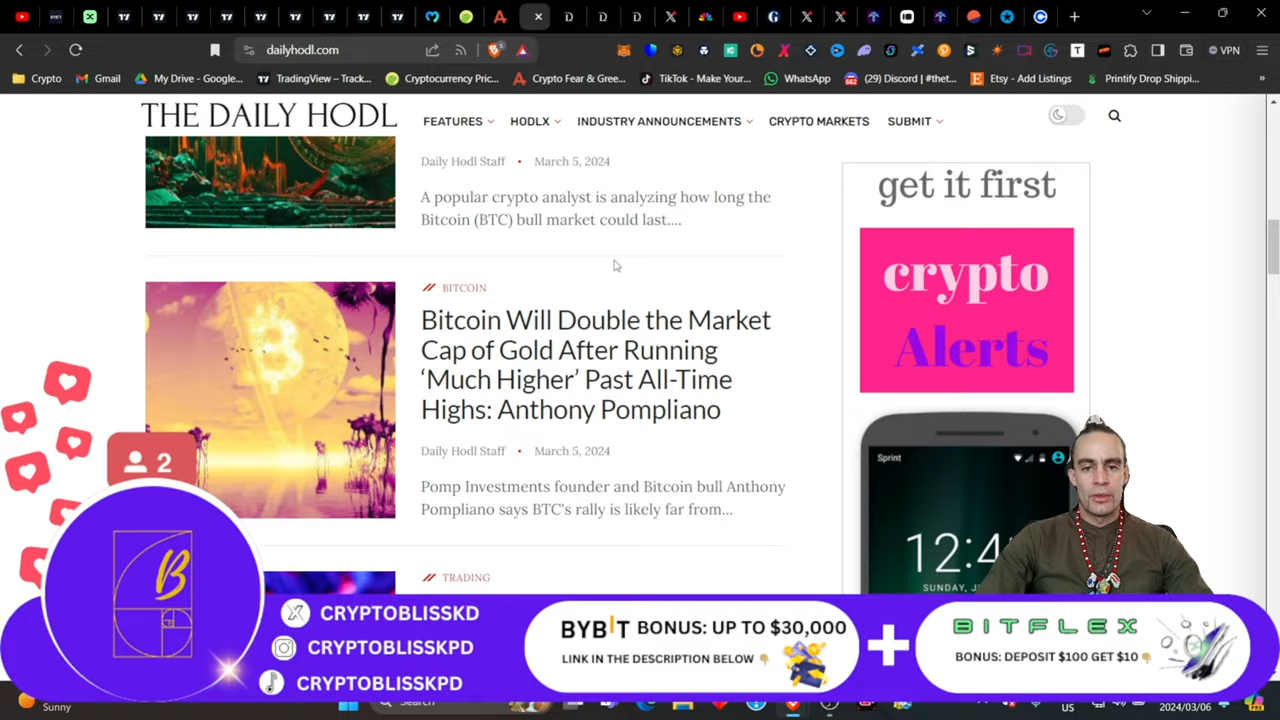 dailyhodl.com
VPN
Crypto
Gmail
My Drive - Google...
TradingView – Track...
Cryptocurrency Pric...
Crypto Fear & Gree...
TikTok - Make Your...
WhatsApp
(29) Discord | #thet...
Etsy - Add Listings
Printify Drop Shippi...
THE DAILY HODL
FEATURES
HODLX
INDUSTRY ANNOUNCEMENTS
CRYPTO MARKETS
SUBMIT
Daily Hodl Staff • March 5, 2024
A popular crypto analyst is analyzing how long the
Bitcoin (BTC) bull market could last....
BITCOIN
Bitcoin Will Double the Market
Cap of Gold After Running
‘Much Higher’ Past All-Time
Highs: Anthony Pompliano
Daily Hodl Staff • March 5, 2024
Pomp Investments founder and Bitcoin bull Anthony
Pompliano says BTC's rally is likely far from...
TRADING
get it first
crypto
Alerts
Sprint
12:4
SUNDAY, J
2
B
CRYPTOBLISSKD
CRYPTOBLISSKPD
CRYPTOBLISSKPD
BYBIT BONUS: UP TO $30,000
LINK IN THE DESCRIPTION BELOW
+
BITFLEX
BONUS: DEPOSIT $100 GET $10
Sunny
Search
US
2024/03/06